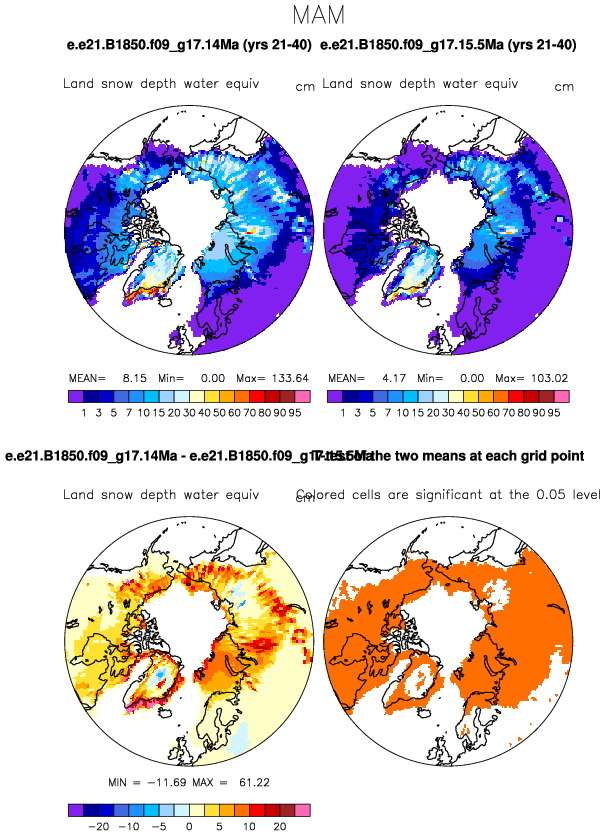 MAM
e.e21.B1850.f09_g17.14Ma (yrs 21-40) e.e21.B1850.f09_g17.15.5Ma (yrs 21-40)
Land snow depth water equiv cm Land snow depth water equiv cm
MEAN= 8.15 Min= 0.00 Max= 133.64 MEAN= 4.17 Min= 0.00 Max= 103.02
1 3 5 7 10 15 20 30 40 50 60 70 80 90 95 1 3 5 7 10 15 20 30 40 50 60 70 80 90 95
e.e21.B1850.f09_g17.14Ma - e.e21.B1850.f09_g17.15.5Ma T-test of the two means at each grid point
Land snow depth water equiv cm Colored cells are significant at the 0.05 level
MIN = -11.69 MAX = 61.22
-20 -10 -5 0 5 10 20